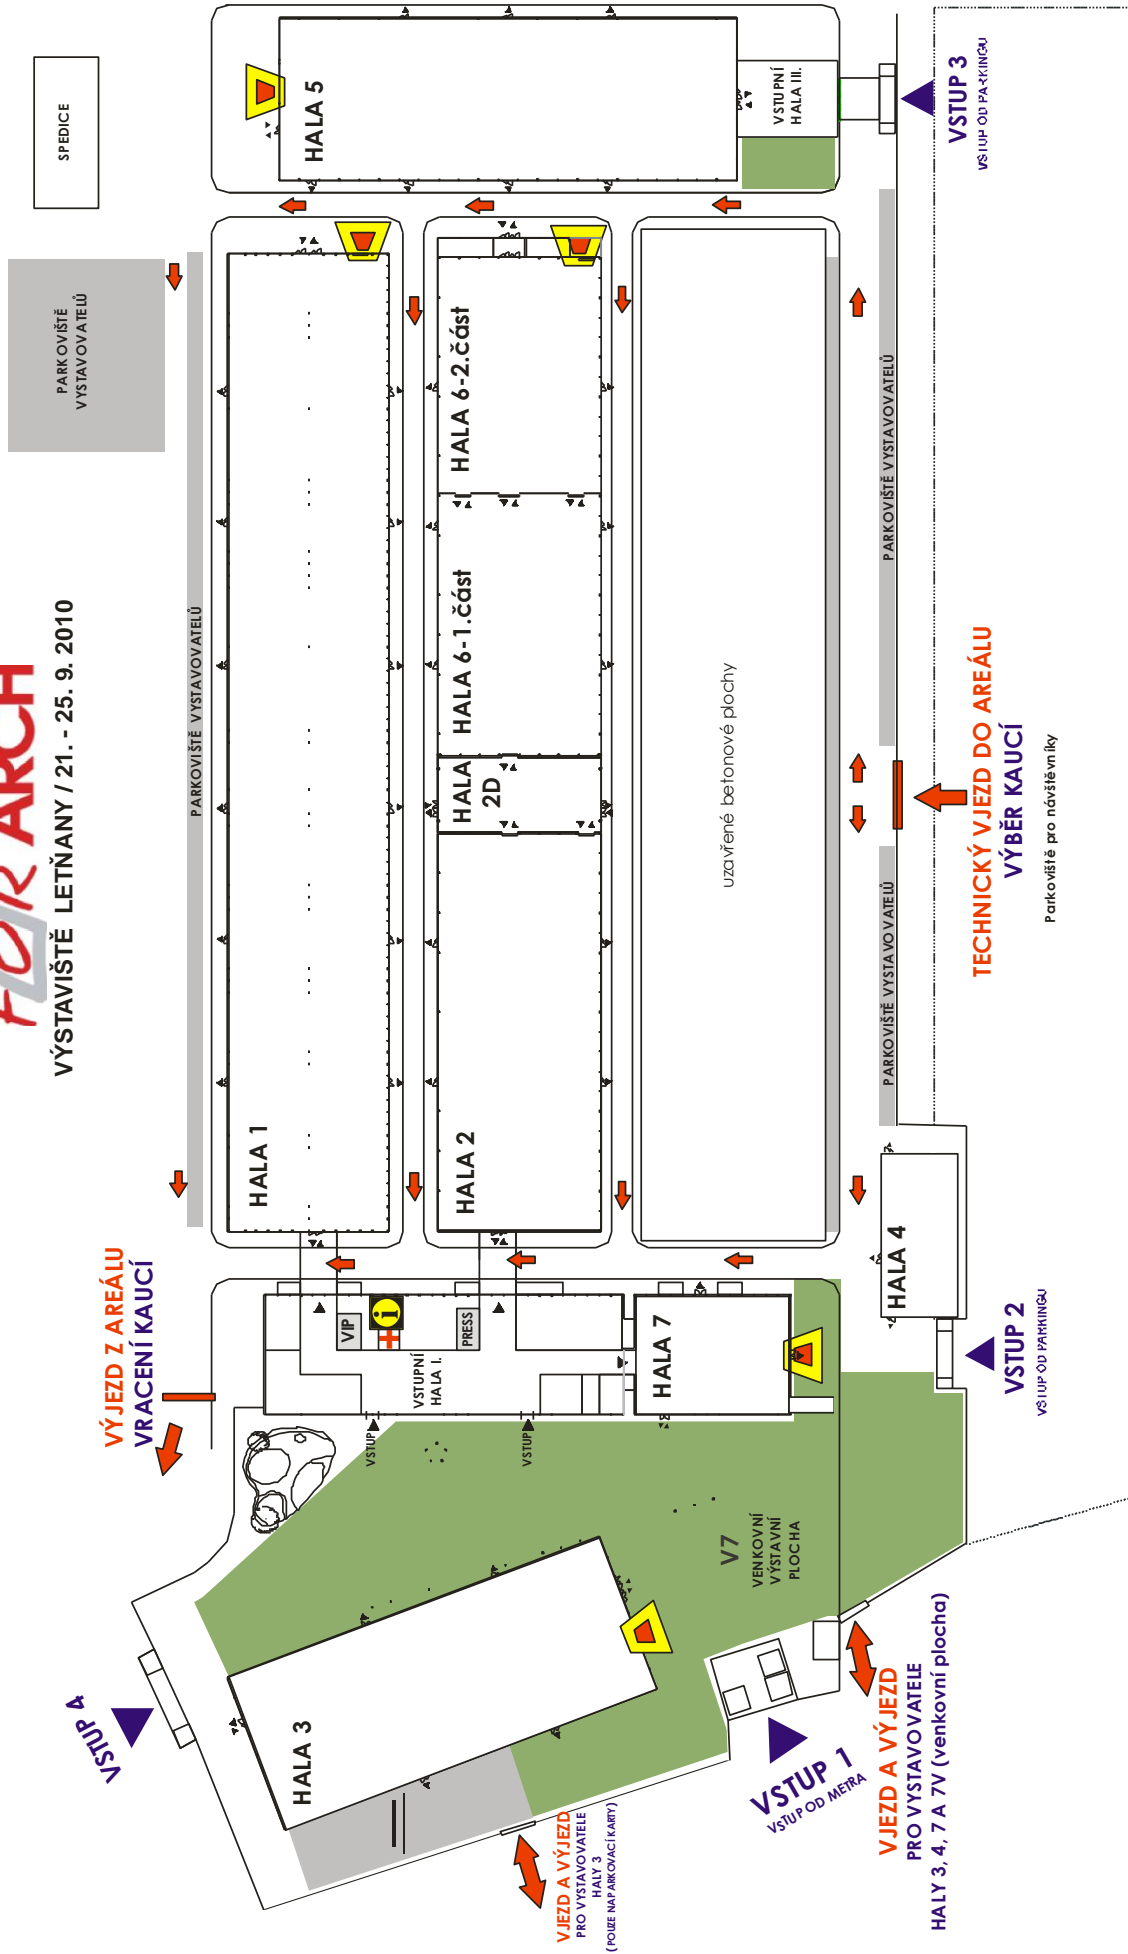 FOR ARCH
VÝSTAVIŠTĚ LETŇANY / 21. - 25. 9. 2010
VSTUP 4
VÝJEZD Z AREÁLU
VRACENÍ KAUCÍ
PARKOVIŠTĚ VYSTAVOVATELŮ
PARKOVIŠTĚ
VYSTAVOVATELŮ
SPEDICE
HALA 3
HALA 1
HALA 5
VSTUP
VSTUP
VSTUPNÍ
HALA I.
VIP
i
PRESS
HALA 2
HALA
2D
HALA 6-1.část
HALA 6-2.část
HALA 7
uzavřené betonové plochy
VSTUPNÍ
HALA III.
V7
VENKOVNÍ
VÝSTAVNÍ
PLOCHA
HALA 4
PARKOVIŠTĚ VYSTAVOVATELŮ
PARKOVIŠTĚ VYSTAVOVATELŮ
VJEZD A VÝJEZD
PRO VYSTAVOVATELE
HALY 3
(POUZE NA PARKOVACÍ KARTY)
VSTUP 1
VSTUP OD METRA
VJEZD A VÝJEZD
PRO VYSTAVOVATELE
HALY 3, 4, 7 A 7V (venkovní plocha)
VSTUP 2
VSTUP OD PARKINGU
TECHNICKÝ VJEZD DO AREÁLU
VÝBĚR KAUCÍ
Parkoviště pro návštěvníky
VSTUP 3
VSTUP OD PARKINGU